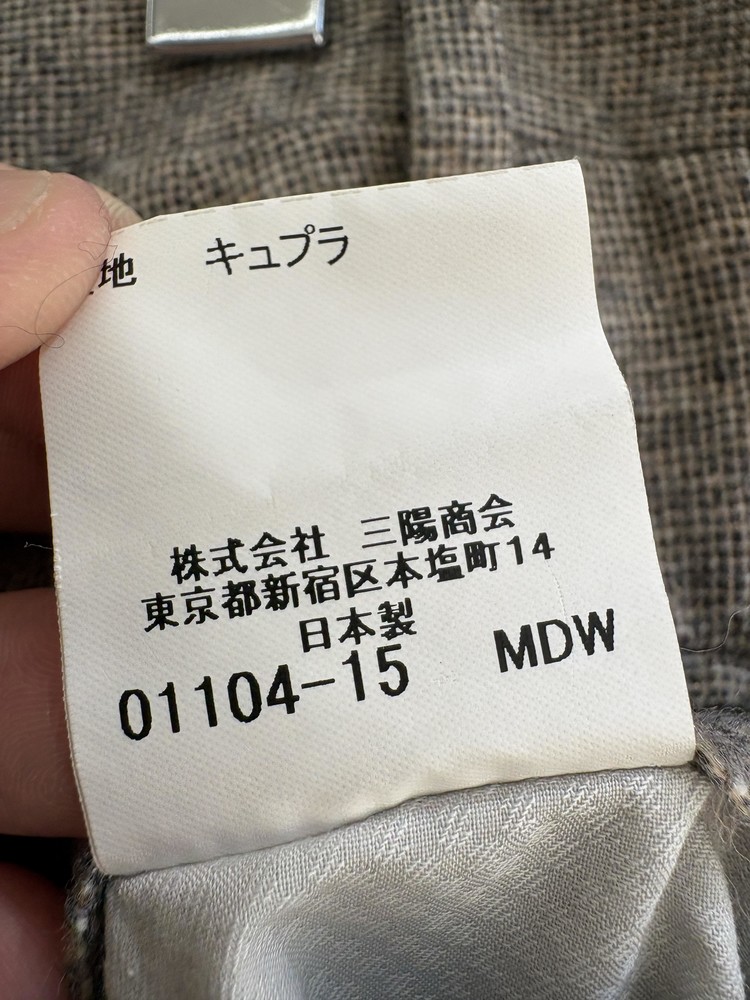 地 キュプラ
株式会社 三陽商会
東京都新宿区本塩町14
日本製
01104-15 MDW